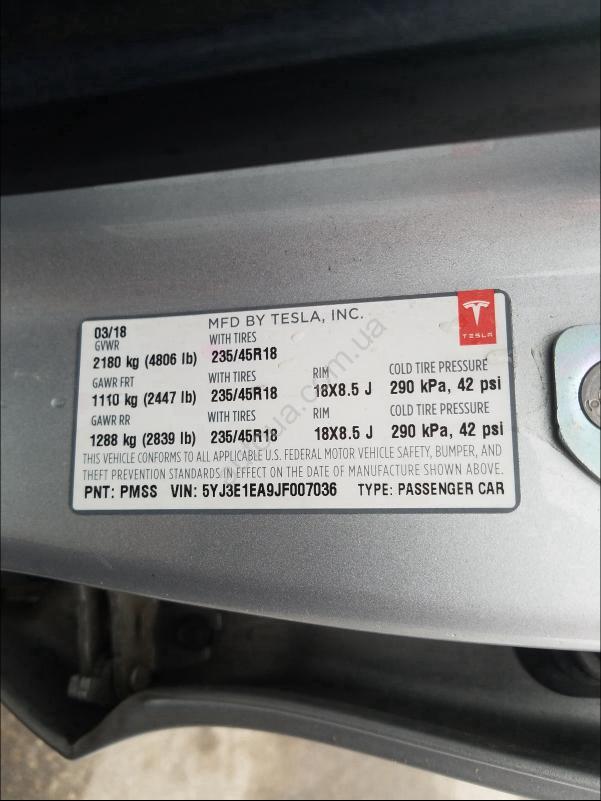 03/18 MFD BY TESLA, INC.
GVWR WITH TIRES
2180 kg (4806 lb) 235/45R18
GAWR FRT WITH TIRES RIM COLD TIRE PRESSURE
1110 kg (2447 lb) 235/45R18 18X8.5 J 290 kPa, 42 psi
GAWR RR WITH TIRES RIM COLD TIRE PRESSURE
1288 kg (2839 lb) 235/45R18 18X8.5 J 290 kPa, 42 psi
THIS VEHICLE CONFORMS TO ALL APPLICABLE U.S. FEDERAL MOTOR VEHICLE SAFETY, BUMPER, AND
THEFT PREVENTION STANDARDS IN EFFECT ON THE DATE OF MANUFACTURE SHOWN ABOVE.
PNT: PMSS VIN: 5YJ3E1EA9JF007036 TYPE: PASSENGER CAR
TESLA